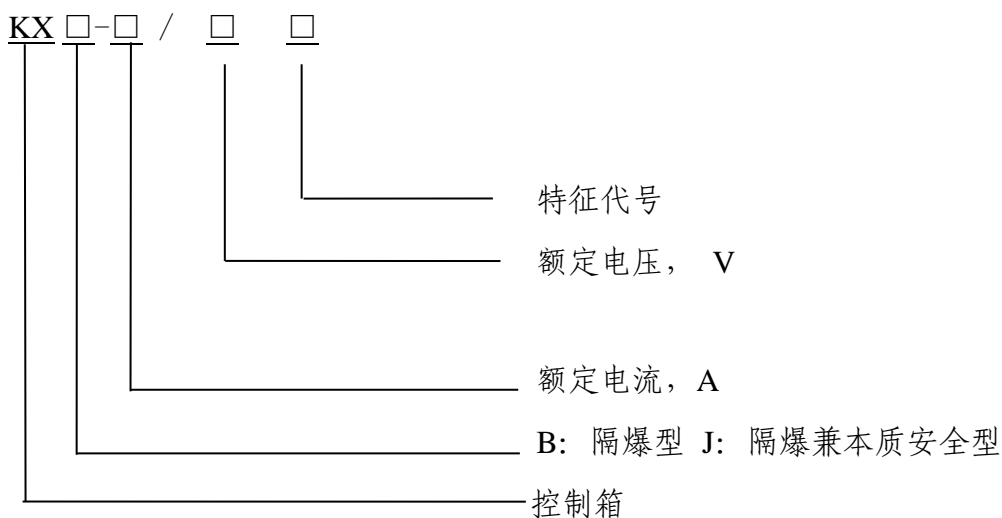 KX □-□ / □ □
特征代号
额定电压， V
额定电流，A
B: 隔爆型 J: 隔爆兼本质安全型
控制箱